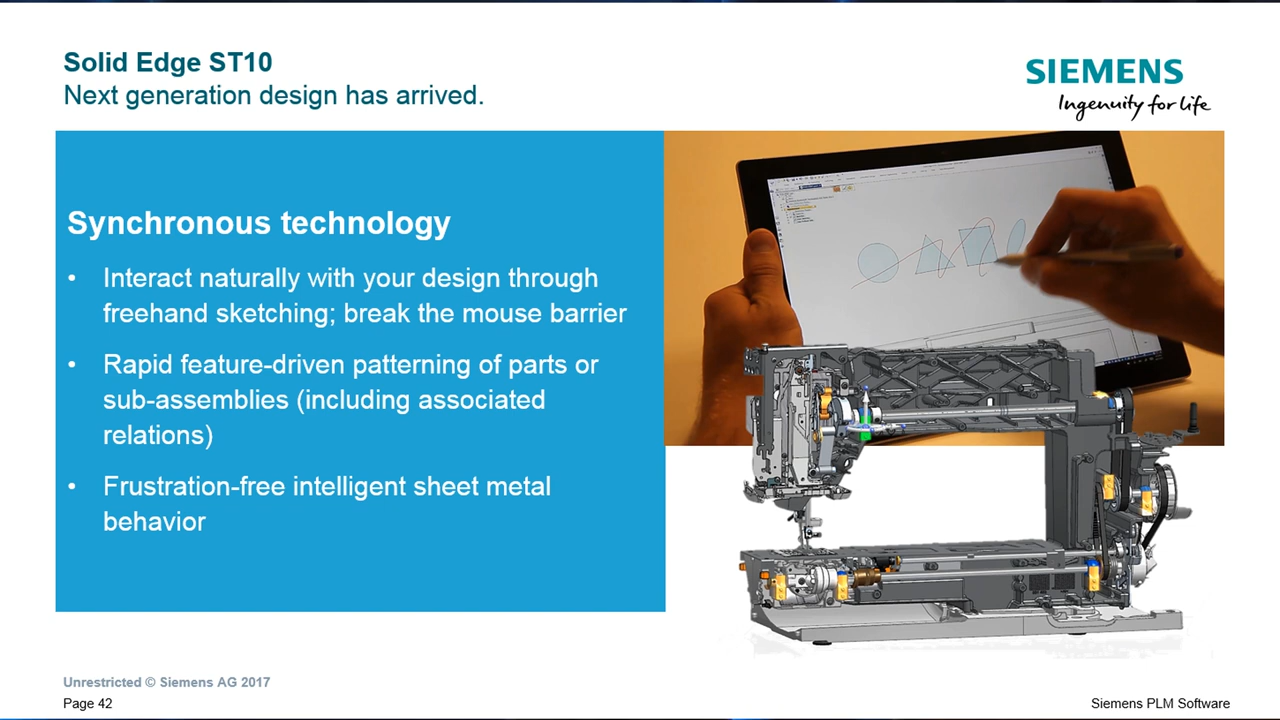 Solid Edge ST10
Next generation design has arrived.
SIEMENS
Ingenuity for life
Synchronous technology
• Interact naturally with your design through
freehand sketching; break the mouse barrier
• Rapid feature-driven patterning of parts or
sub-assemblies (including associated
relations)
• Frustration-free intelligent sheet metal
behavior
Unrestricted © Siemens AG 2017
Page 42
Siemens PLM Software